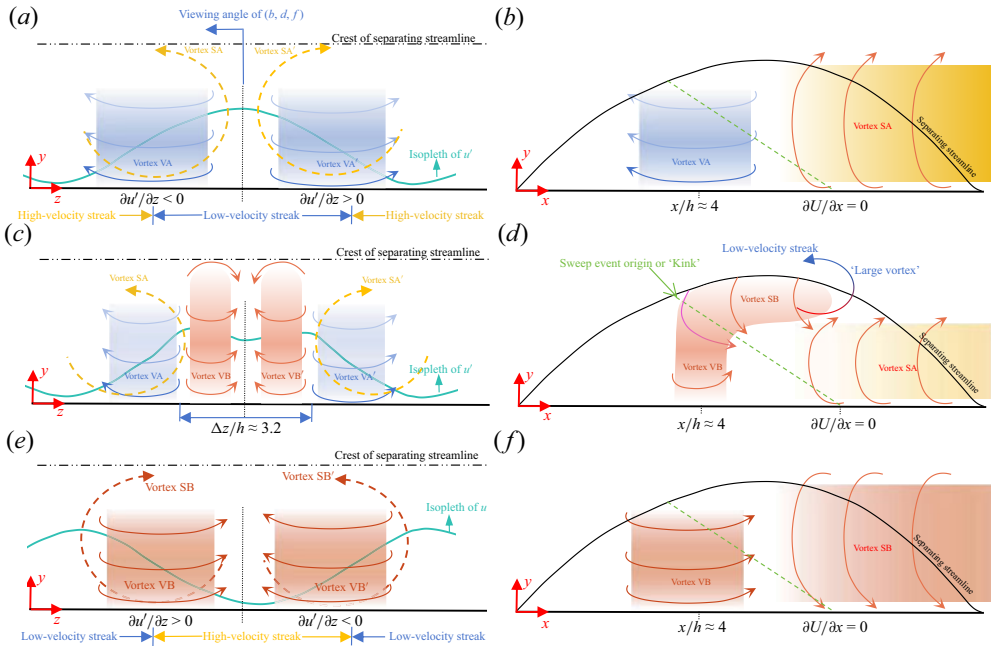 (a)
Viewing angle of (b, d, f)
Crest of separating streamline
Vortex SA
Vortex SA
Vortex VA
Vortex VA′
Isopleth of u′
y
z
∂u′/∂z < 0
∂u′/∂z > 0
High-velocity streak
Low-velocity streak
High-velocity streak
(b)
Vortex VA
Vortex SA
Separating streamline
y
x
x/h ≈ 4
∂U/∂x = 0
(c)
Crest of separating streamline
Vortex SA
Vortex SA′
Vortex VA
Vortex VB
Vortex VB′
Vortex VA′
Isopleth of u′
y
z
Δz/h ≈ 3.2
(d)
Low-velocity streak
Sweep event origin or ‘Kink’
‘Large vortex’
Vortex SB
Vortex VB
Vortex SA
Separating streamline
y
x
x/h ≈ 4
∂U/∂x = 0
(e)
Crest of separating streamline
Vortex SB
Vortex SB′
Isopleth of u
Vortex VB
Vortex VB′
y
z
∂u′/∂z > 0
∂u′/∂z < 0
Low-velocity streak
High-velocity streak
Low-velocity streak
(f)
Vortex VB
Vortex SB
Separating streamline
y
x
x/h ≈ 4
∂U/∂x = 0